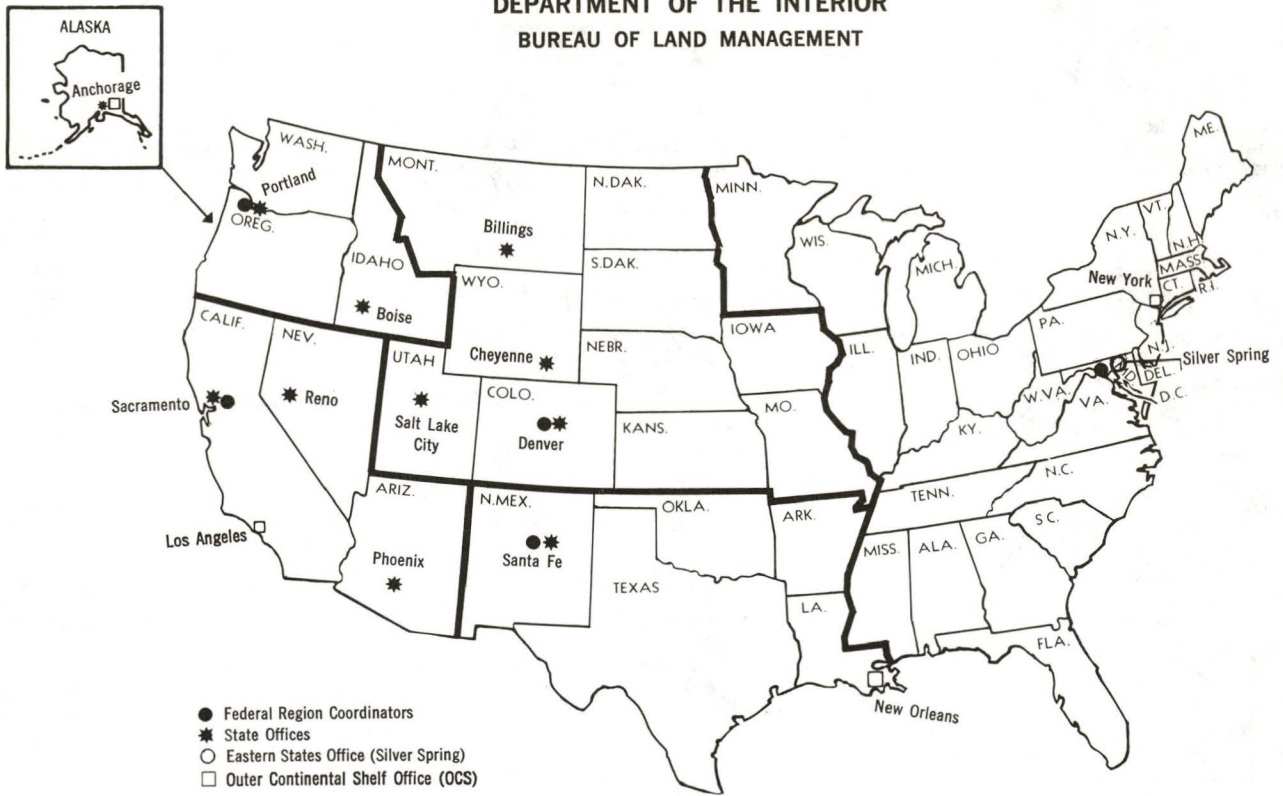 DEPARTMENT OF THE INTERIOR
BUREAU OF LAND MANAGEMENT
ALASKA
Anchorage
WASH.
Portland
OREG.
MONT.
Billings
IDAHO
Boise
N.DAK.
S.DAK.
MINN.
WIS.
MICH.
ME.
VT.
N.H.
N.Y.
MASS.
CT.
R.I.
New York
CALIF.
NEV.
Reno
Sacramento
Los Angeles
WYO.
Cheyenne
UTAH
Salt Lake
City
COLO.
Denver
NEBR.
KANS.
IOWA
MO.
ILL.
IND.
OHIO
PA.
N.J.
Silver Spring
DEL.
D.C.
W.VA.
VA.
KY.
TENN.
N.C.
S.C.
ARIZ.
Phoenix
N.MEX.
Santa Fe
OKLA.
TEXAS
ARK.
LA.
MISS.
ALA.
GA.
FLA.
New Orleans
Federal Region Coordinators
State Offices
Eastern States Office (Silver Spring)
Outer Continental Shelf Office (OCS)